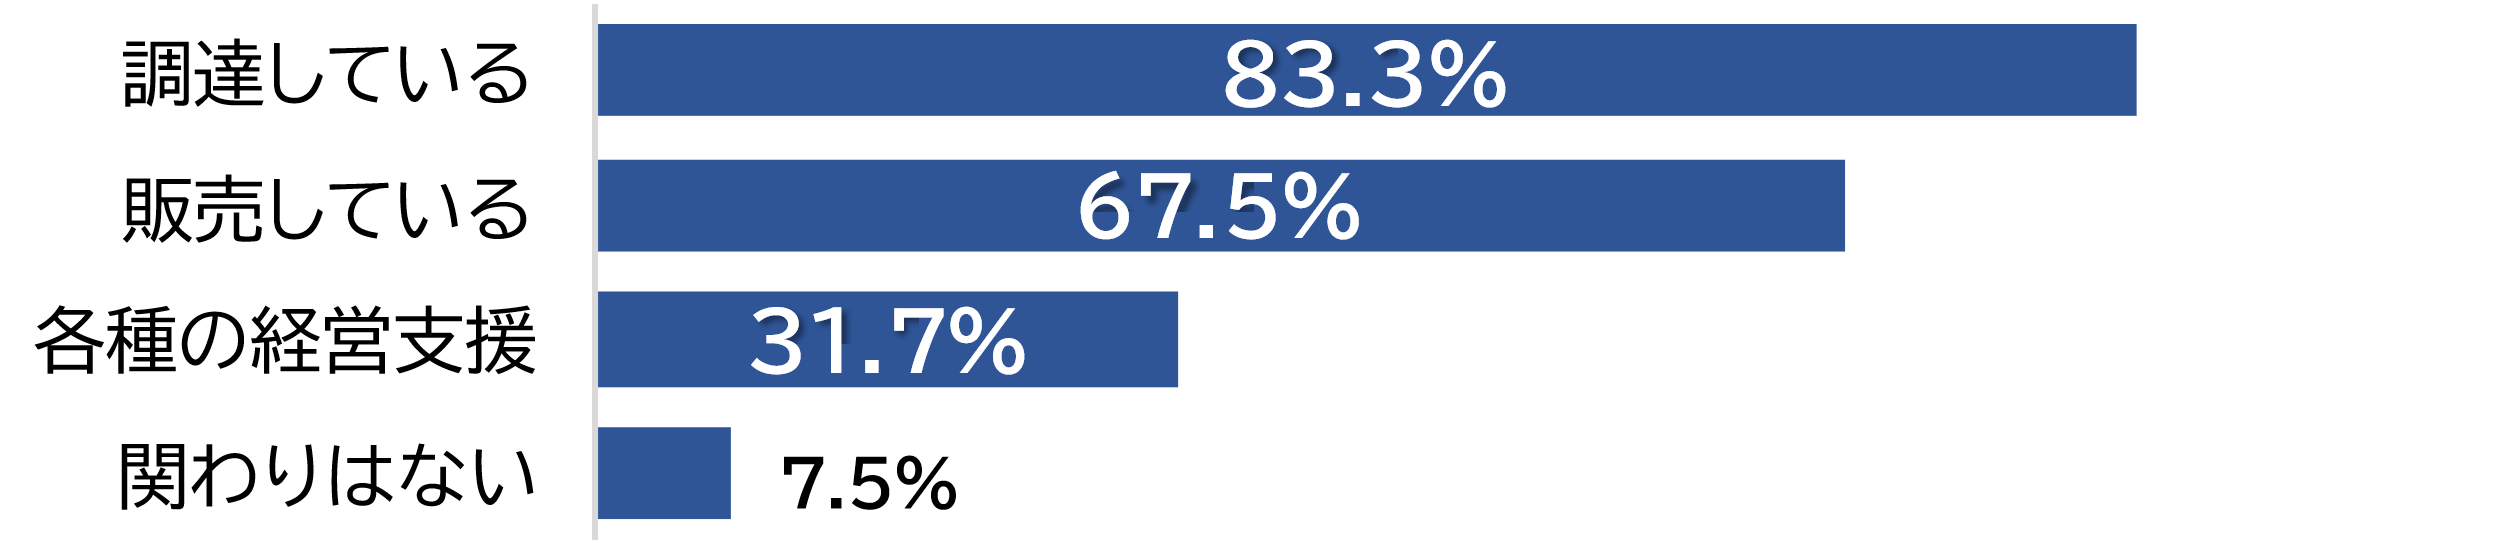 調達している 83.3%
販売している 67.5%
各種の経営支援 31.7%
関わりはない 7.5%